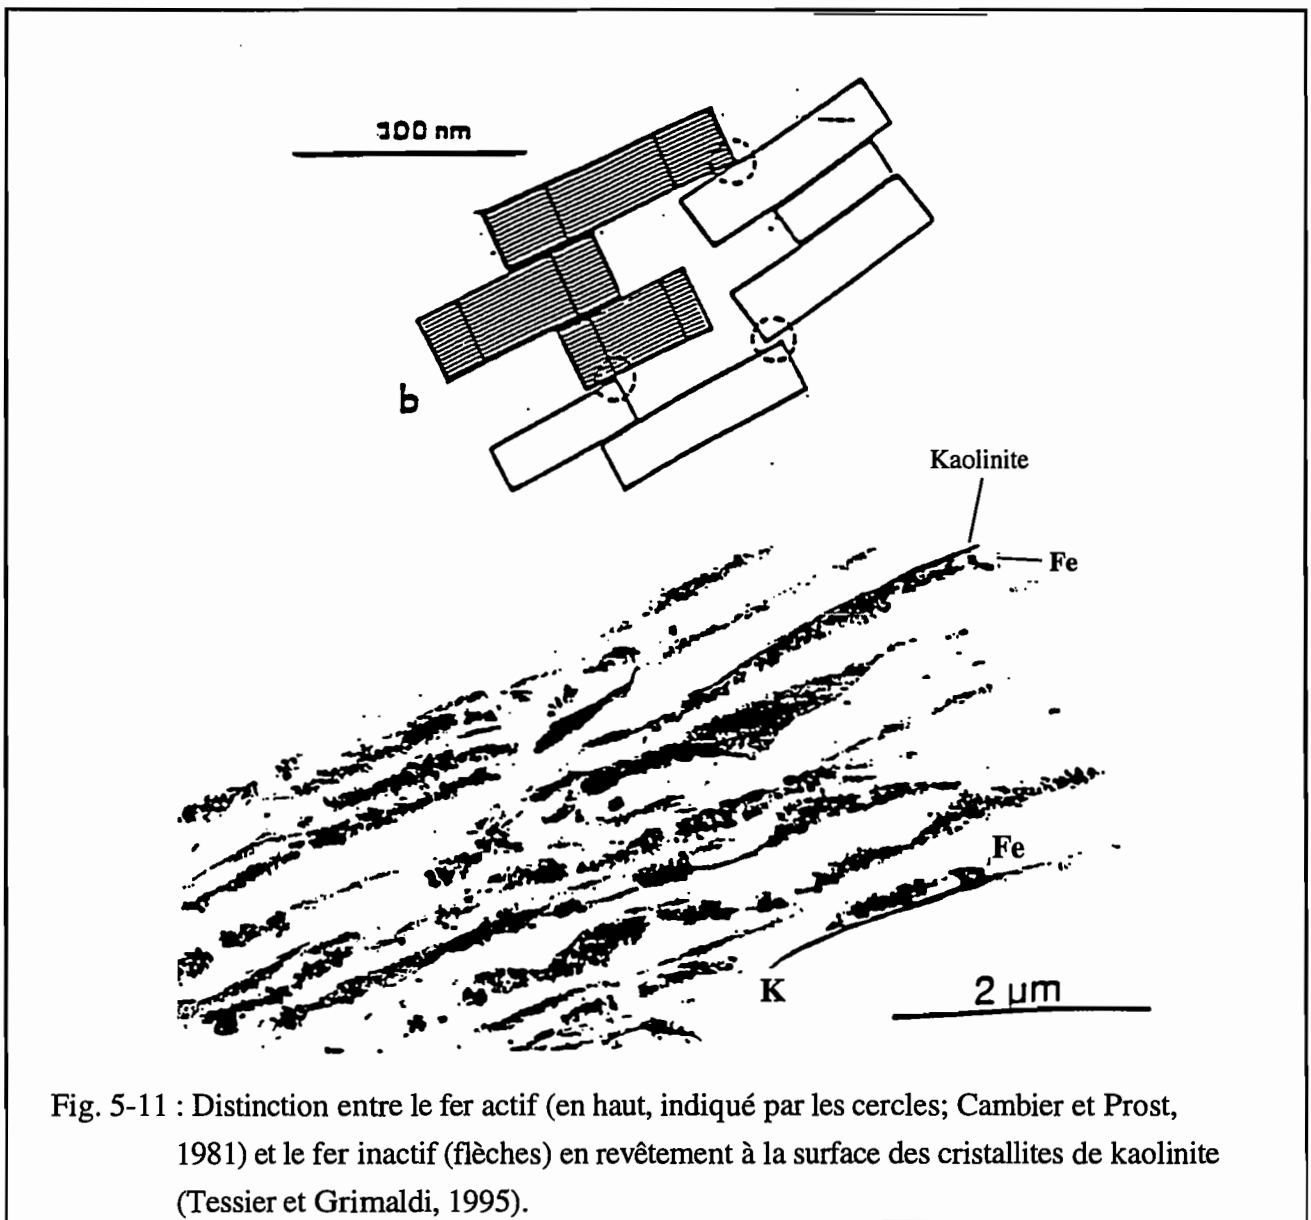 100 nm
b
Kaolinite
Fe
Fe
K
2 µm
Fig. 5-11 : Distinction entre le fer actif (en haut, indiqué par les cercles; Cambier et Prost,
1981) et le fer inactif (flèches) en revêtement à la surface des cristallites de kaolinite
(Tessier et Grimaldi, 1995).